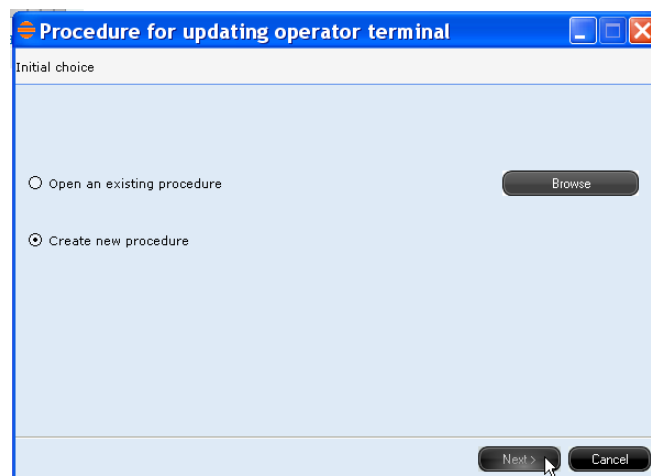 Procedure for updating operator terminal
Initial choice
Open an existing procedure
Browse
Create new procedure
Next >
Cancel